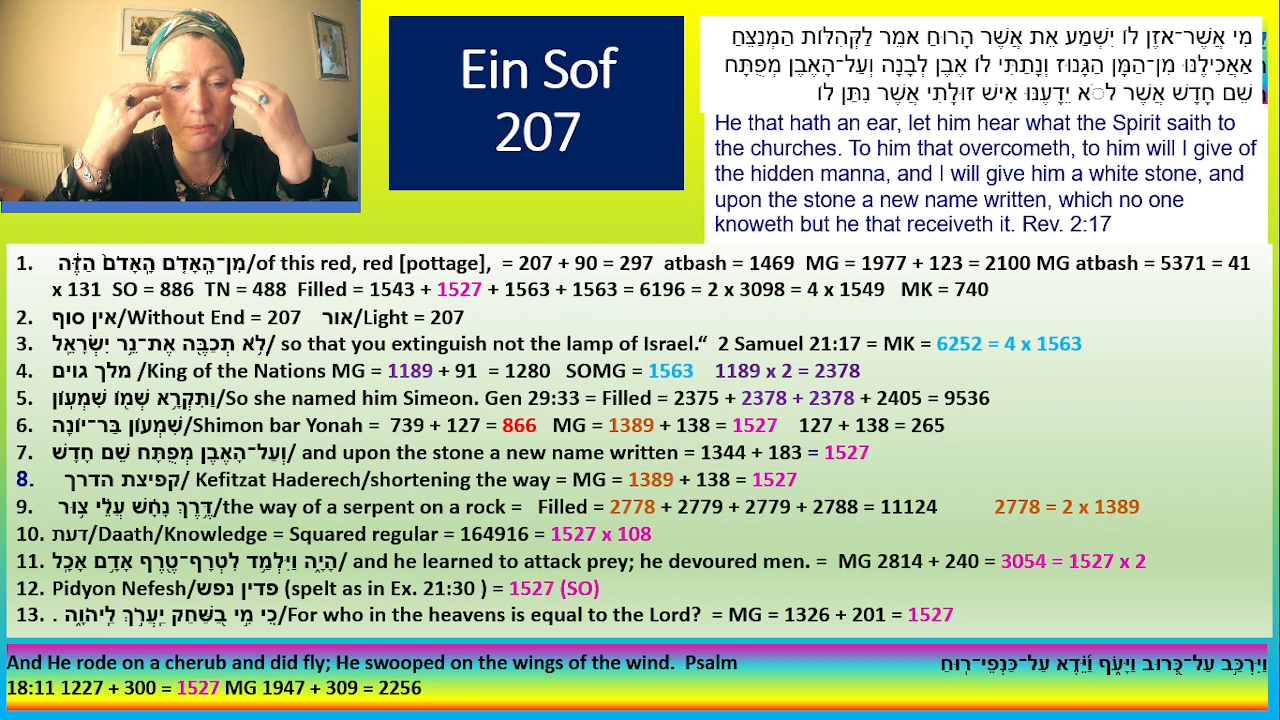 Ein Sof
207
מִי אֲשֶׁר־אֹזֶן לוֹ יִשְׁמַע אֵת אֲשֶׁר הָרוּחַ אֹמֵר לַקְּהִלּוֹת הַמְנַצֵּחַ
אַאֲכִילֶנּוּ מִן־הַמָּן הַגָּנוּז וְנָתַתִּי לוֹ אֶבֶן לְבָנָה וְעַל־הָאֶבֶן מְפֻתָּח
שֵׁם חָדָשׁ אֲשֶׁר לֹא יֵדָעֶנּוּ אִישׁ זוּלָתִי אֲשֶׁר נִתַּן לוֹ
He that hath an ear, let him hear what the Spirit saith to
the churches. To him that overcometh, to him will I give of
the hidden manna, and I will give him a white stone, and
upon the stone a new name written, which no one
knoweth but he that receiveth it. Rev. 2:17
1. מִן־הָאָדֹ֤ם הָאָדֹם֙ הַזֶּ֔ה/of this red, red [pottage], = 207 + 90 = 297 atbash = 1469 MG = 1977 + 123 = 2100 MG atbash = 5371 = 41
x 131 SO = 886 TN = 488 Filled = 1543 + 1527 + 1563 + 1563 = 6196 = 2 x 3098 = 4 x 1549 MK = 740
2. אין סוף/Without End = 207 אור/Light = 207
3. לֹ֥א תְכַבֶּ֖ה אֶת־נֵ֥ר יִשְׂרָאֵֽל/ so that you extinguish not the lamp of Israel.“ 2 Samuel 21:17 = MK = 6252 = 4 x 1563
4. מלך גוים /King of the Nations MG = 1189 + 91 = 1280 SOMG = 1563 1189 x 2 = 2378
5. וַתִּקְרָ֥א שְׁמ֖וֹ שִׁמְעֽוֹן/So she named him Simeon. Gen 29:33 = Filled = 2375 + 2378 + 2378 + 2405 = 9536
6. שִׁמְעוֹן בַּר־יוֹנָה/Shimon bar Yonah = 739 + 127 = 866 MG = 1389 + 138 = 1527 127 + 138 = 265
7. וְעַל־הָאֶבֶן מְפֻתָּח שֵׁם חָדָשׁ/ and upon the stone a new name written = 1344 + 183 = 1527
8. קפיצת הדרך/ Kefitzat Haderech/shortening the way = MG = 1389 + 138 = 1527
9. דֶּ֥רֶךְ נָחָ֗שׁ עֲלֵ֫י צ֥וּר/the way of a serpent on a rock = Filled = 2778 + 2779 + 2779 + 2788 = 11124 2778 = 2 x 1389
10. דעת/Daath/Knowledge = Squared regular = 164916 = 1527 x 108
11. הָיָ֑ה וַיִּלְמַ֥ד לִטְרָף־טֶ֖רֶף אָדָ֥ם אָכָֽל/ and he learned to attack prey; he devoured men. = MG 2814 + 240 = 3054 = 1527 x 2
12. Pidyon Nefesh/פדין נפש (spelt as in Ex. 21:30 ) = 1527 (SO)
13. . כִּ֤י מִ֣י בַ֭שַּׁחַק יַעֲרֹ֣ךְ לַֽיהֹוָ֑ה/For who in the heavens is equal to the Lord? = MG = 1326 + 201 = 1527
And He rode on a cherub and did fly; He swooped on the wings of the wind. Psalm וַיִּרְכַּ֣ב עַל־כְּ֭רוּב וַיָּעֹ֑ף וַ֝יֵּ֗דֶא עַל־כַּנְפֵי־רֽוּחַ
18:11 1227 + 300 = 1527 MG 1947 + 309 = 2256